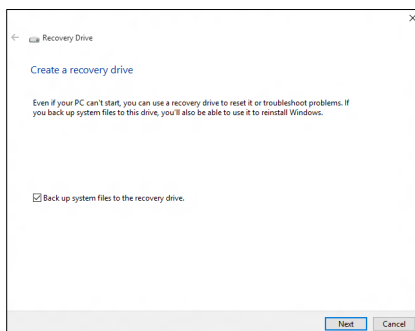 Recovery Drive
Create a recovery drive
Even if your PC can't start, you can use a recovery drive to reset it or troubleshoot problems. If
you back up system files to this drive, you'll also be able to use it to reinstall Windows.
Back up system files to the recovery drive.
Next Cancel